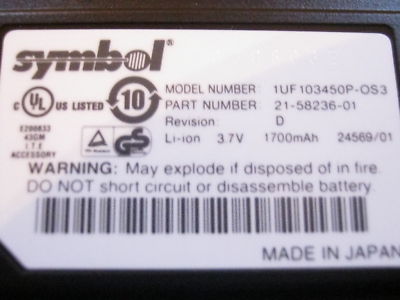 symbol®
MODEL NUMBER: 1UF103450P-OS3
c UL US LISTED 10 PART NUMBER: 21-58236-01
E200833 Revision: D
43GM
I.T.E Li-ion 3.7V 1700mAh 24569/01
ACCESSORY
WARNING: May explode if disposed of in fire.
DO NOT short circuit or disassemble battery.
MADE IN JAPAN